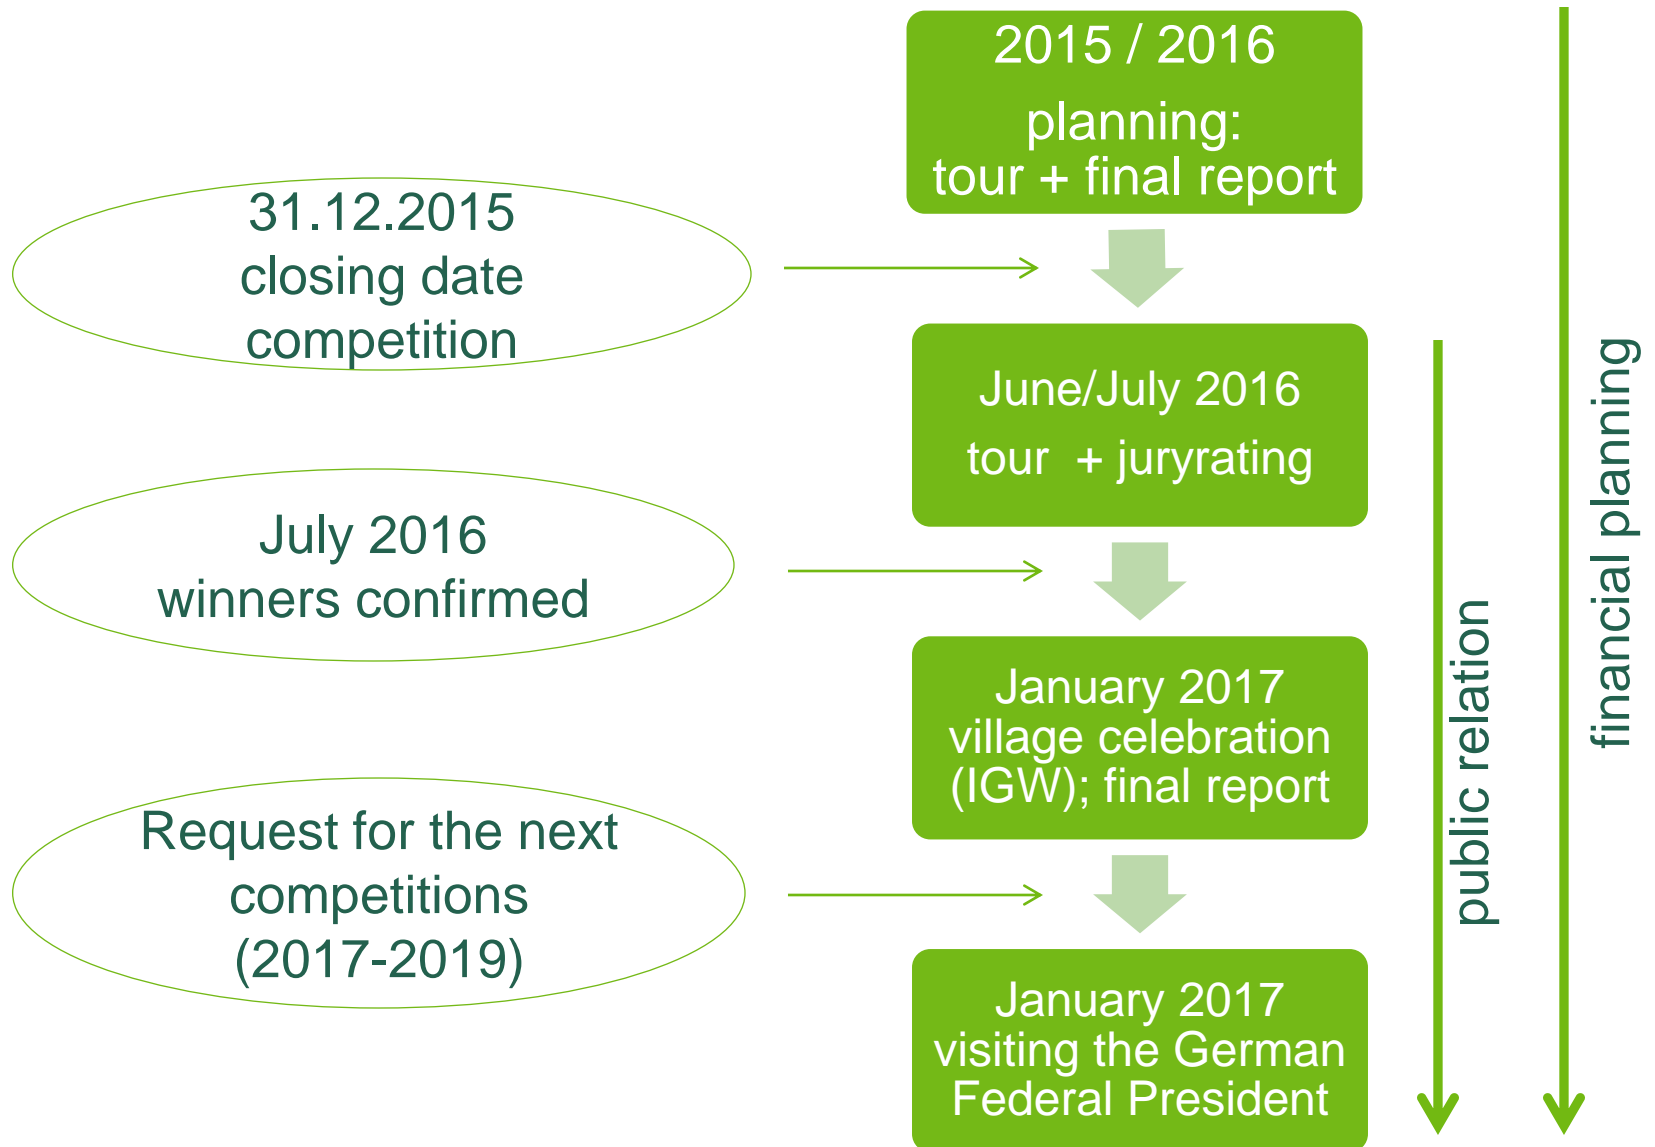 2015 / 2016
planning:
tour + final report
31.12.2015
closing date
competition
June/July 2016
tour + juryrating
July 2016
winners confirmed
January 2017
village celebration
(IGW); final report
Request for the next
competitions
(2017-2019)
January 2017
visiting the German
Federal President
public relation
financial planning